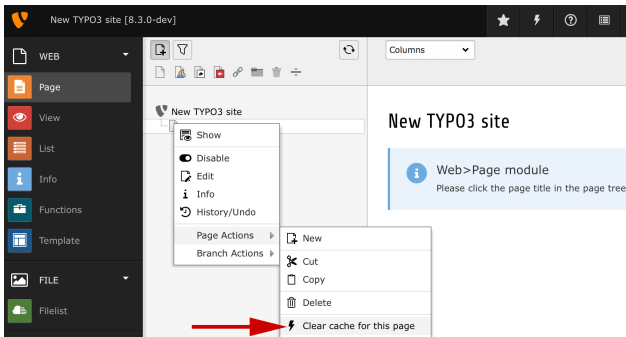 New TYPO3 site [8.3.0-dev]
WEB
Page
View
List
Info
Functions
Template
FILE
Filelist
New TYPO3 site
Show
Disable
Edit
Info
History/Undo
Page Actions
Branch Actions
New
Cut
Copy
Delete
Clear cache for this page
Columns
New TYPO3 site
Web>Page module
Please click the page title in the page tree